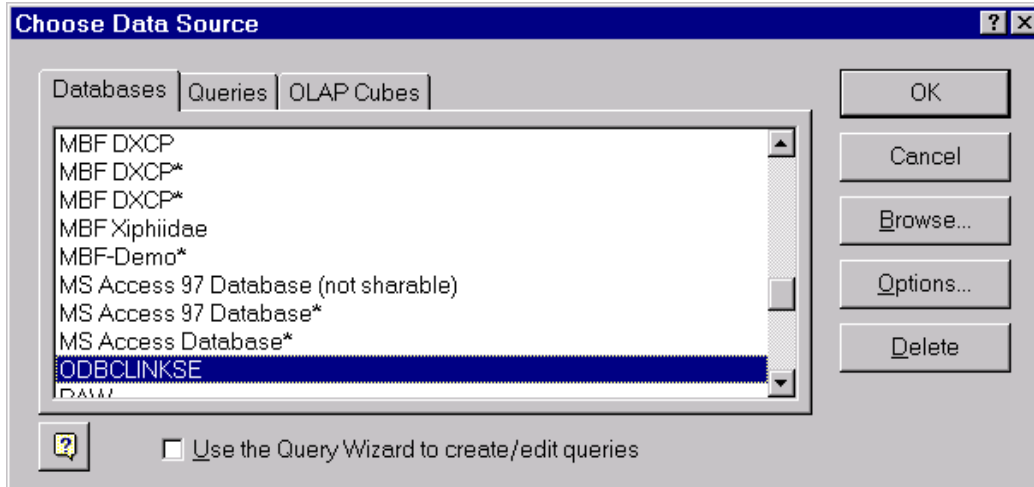 Choose Data Source
Databases Queries OLAP Cubes
MBF DXCP
MBF DXCP*
MBF DXCP*
MBF Xiphiidae
MBF-Demo*
MS Access 97 Database (not sharable)
MS Access 97 Database*
MS Access Database*
ODBCLINKSE
OK
Cancel
Browse...
Options...
Delete
Use the Query Wizard to create/edit queries